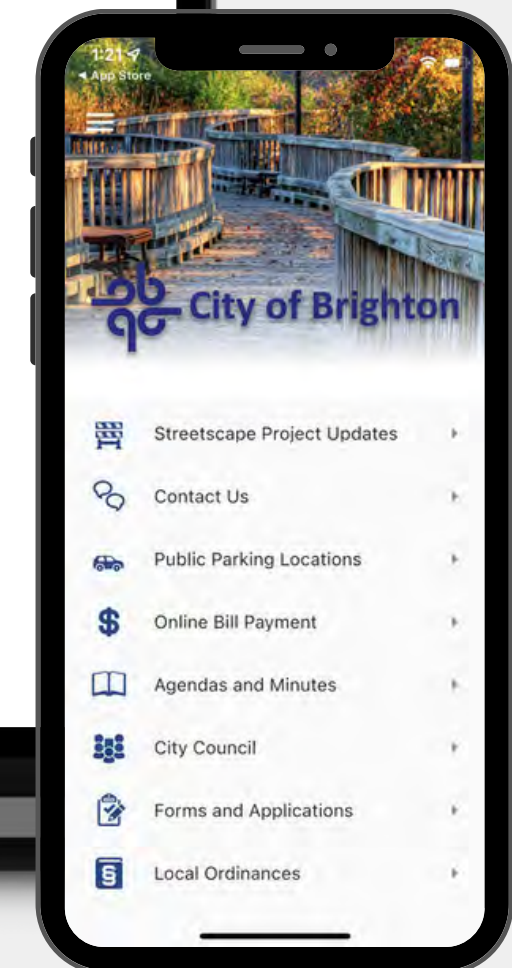 1:21
App Store
City of Brighton
Streetscape Project Updates
Contact Us
Public Parking Locations
$ Online Bill Payment
Agendas and Minutes
City Council
Forms and Applications
§ Local Ordinances